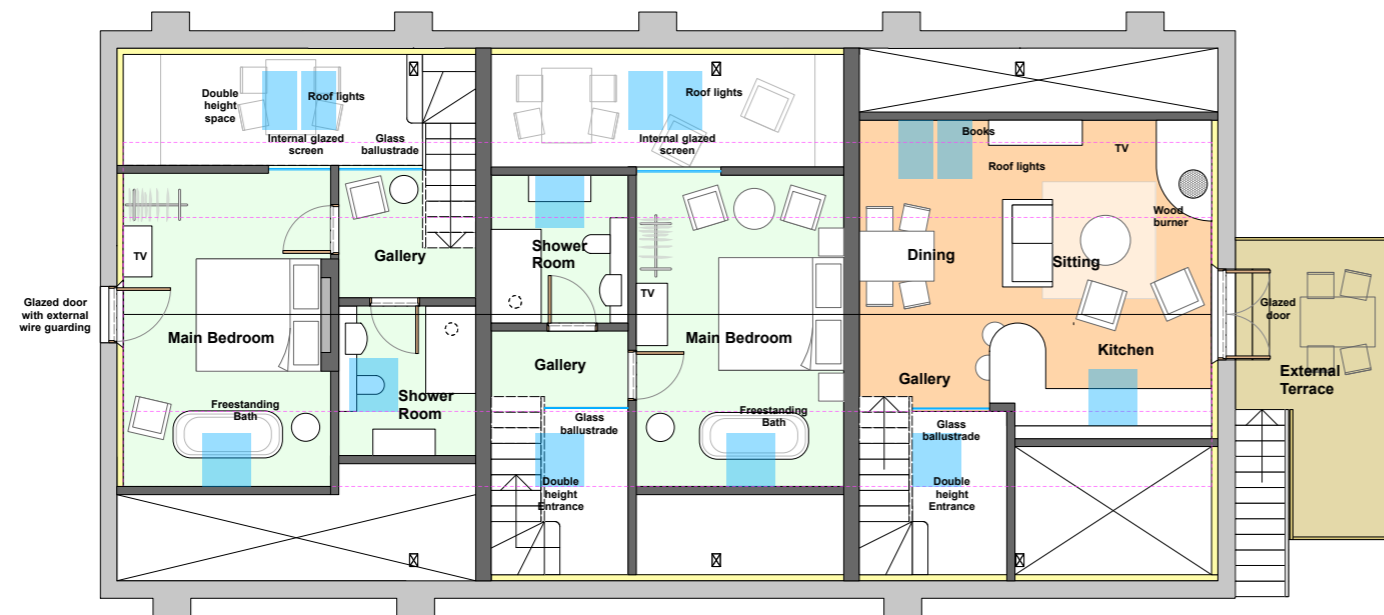 Double
height
space
Roof lights
Internal glazed
screen
Glass
ballustrade
TV
Gallery
Glazed door
with external
wire guarding
Main Bedroom
Shower
Room
Freestanding
Bath
Roof lights
Internal glazed
screen
Shower
Room
TV
Main Bedroom
Gallery
Glass
ballustrade
Freestanding
Bath
Double
height
Entrance
Books
TV
Roof lights
Wood
burner
Dining
Sitting
Glazed
door
Kitchen
Gallery
External
Terrace
Glass
ballustrade
Double
height
Entrance